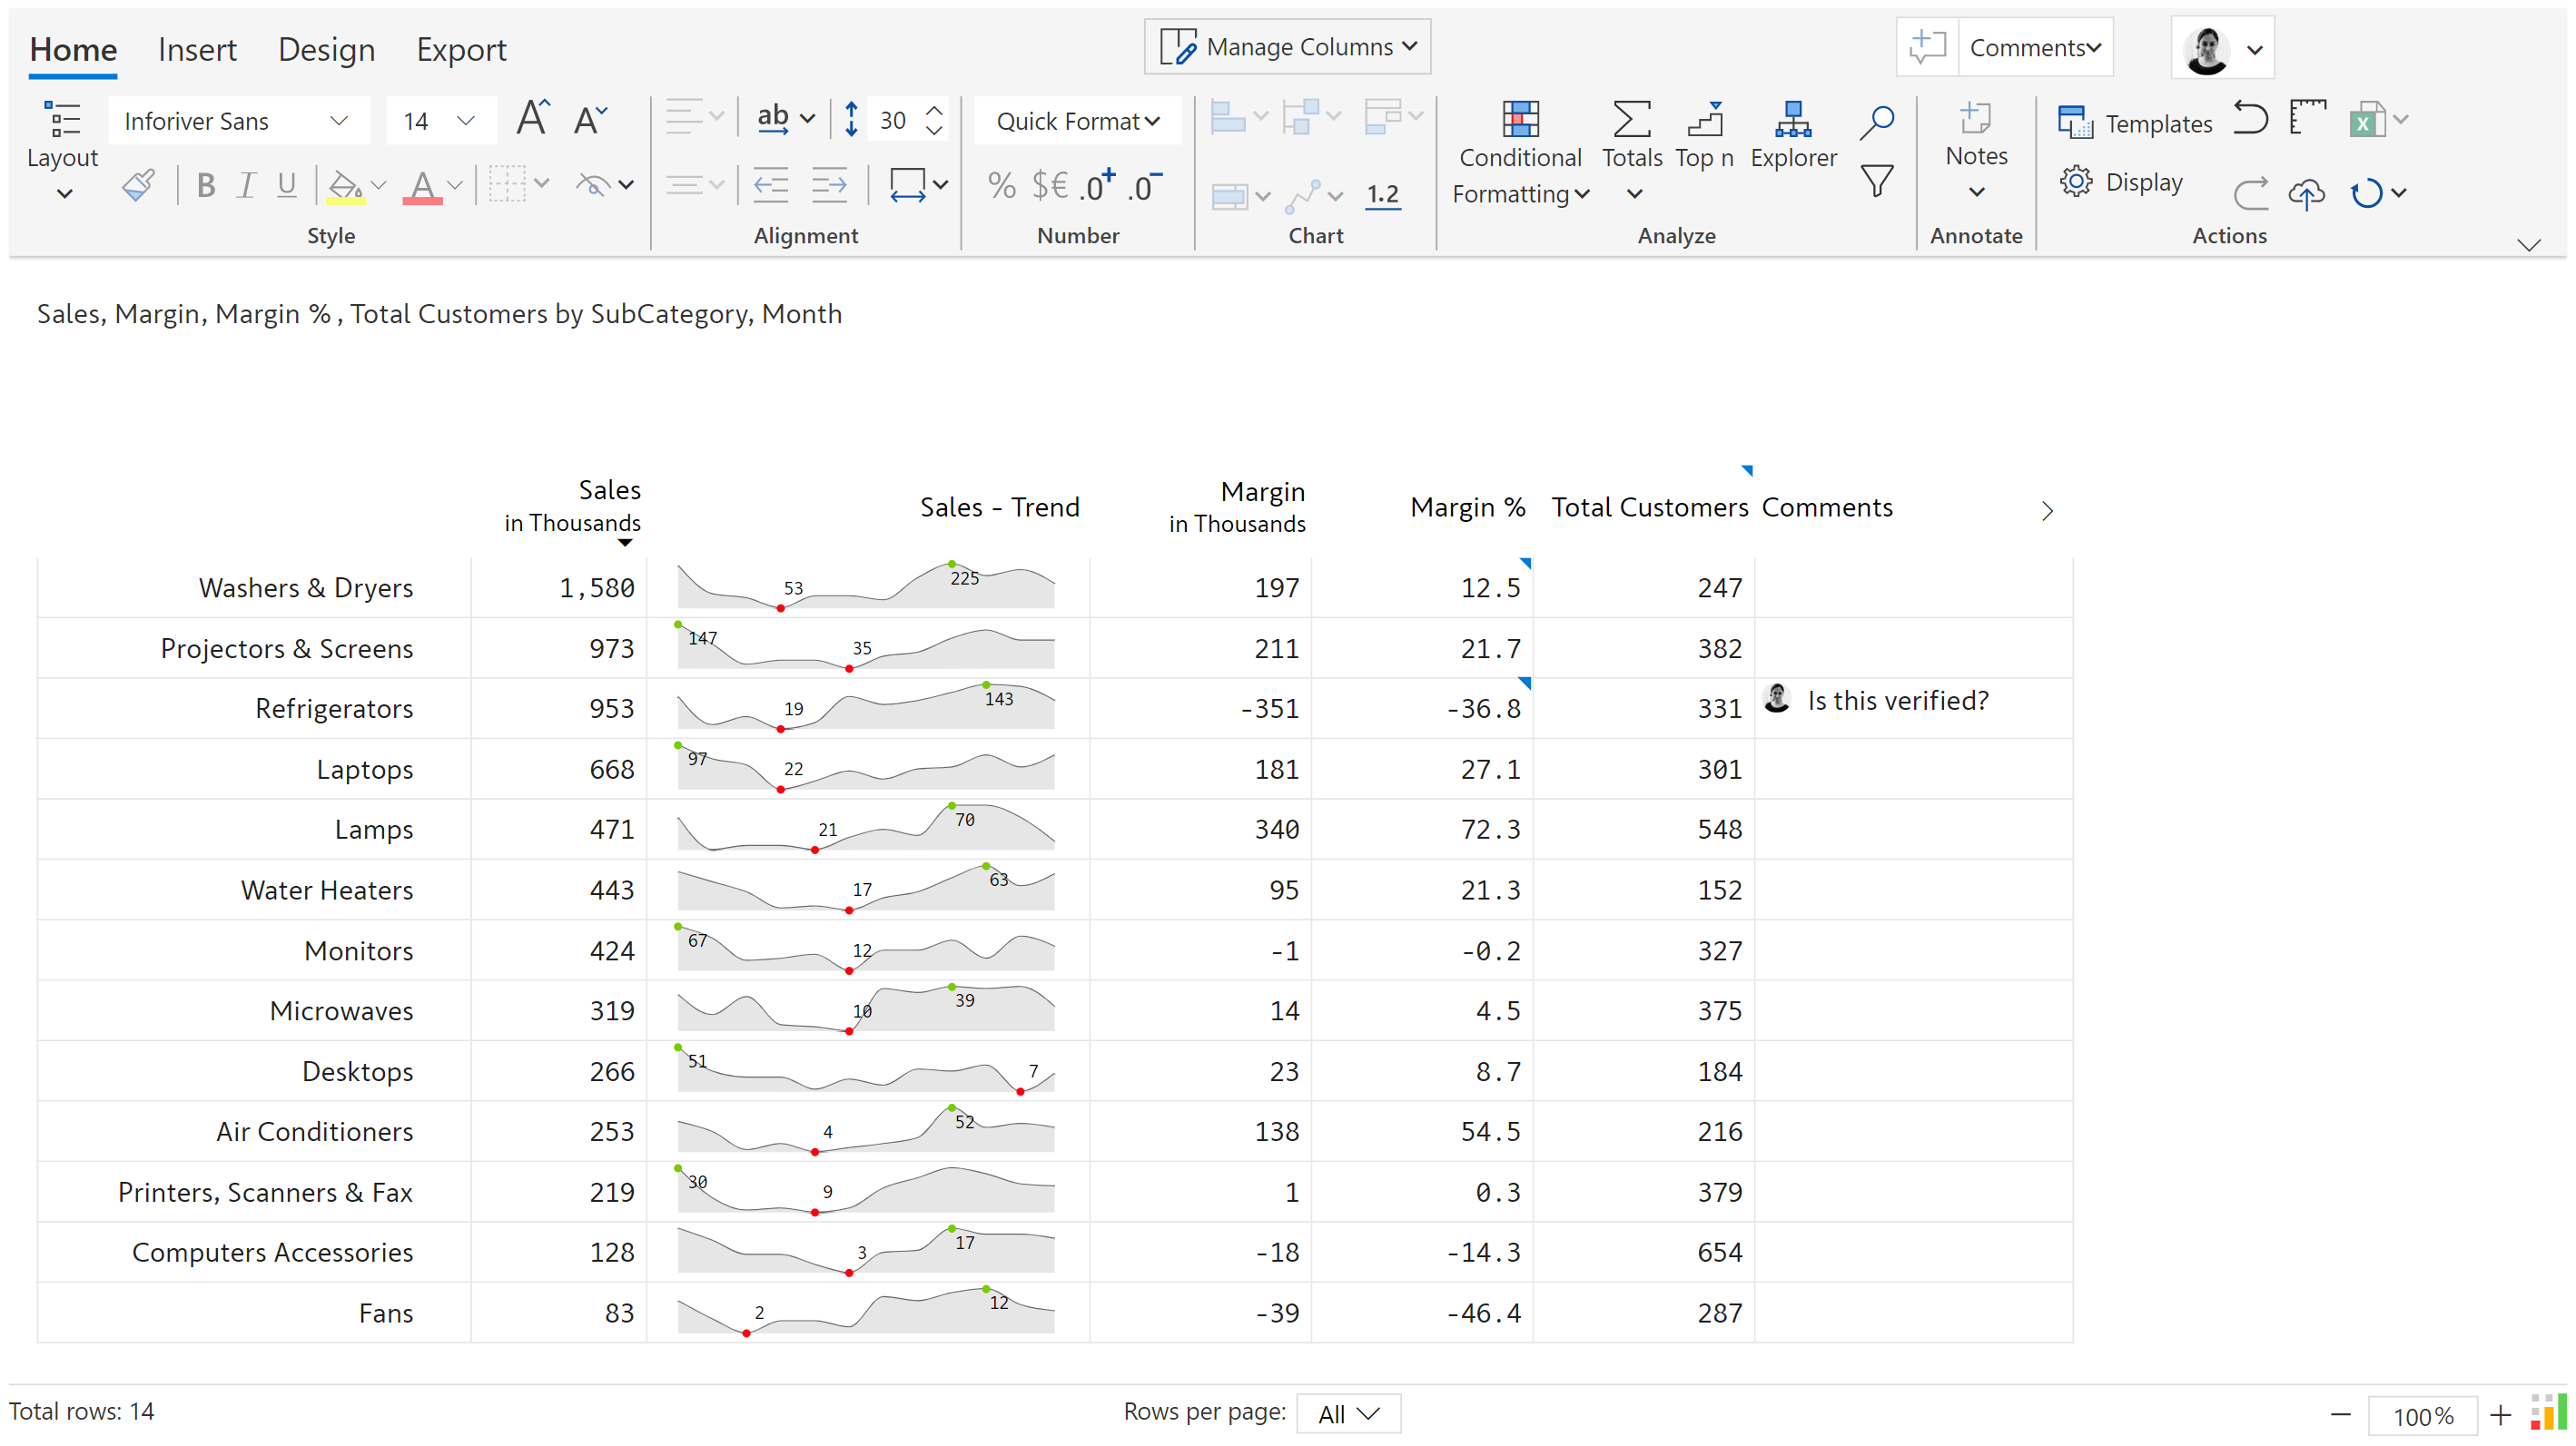 Home Insert Design Export Manage Columns Comments
Inforiver Sans 14 A A ab 30 Quick Format
Layout Conditional Formatting Totals Top n Explorer Notes Templates
B I U A % $€ .0+ .0- 1.2 Display
Style Alignment Number Chart Analyze Annotate Actions
Sales, Margin, Margin % , Total Customers by SubCategory, Month
Sales in Thousands Sales - Trend Margin in Thousands Margin % Total Customers Comments
Washers & Dryers 1,580 53 225 197 12.5 247
Projectors & Screens 973 147 35 211 21.7 382
Refrigerators 953 19 143 -351 -36.8 331 Is this verified?
Laptops 668 97 22 181 27.1 301
Lamps 471 21 70 340 72.3 548
Water Heaters 443 17 63 95 21.3 152
Monitors 424 67 12 -1 -0.2 327
Microwaves 319 10 39 14 4.5 375
Desktops 266 51 7 23 8.7 184
Air Conditioners 253 4 52 138 54.5 216
Printers, Scanners & Fax 219 30 9 1 0.3 379
Computers Accessories 128 3 17 -18 -14.3 654
Fans 83 2 12 -39 -46.4 287
Total rows: 14 Rows per page: All 100%